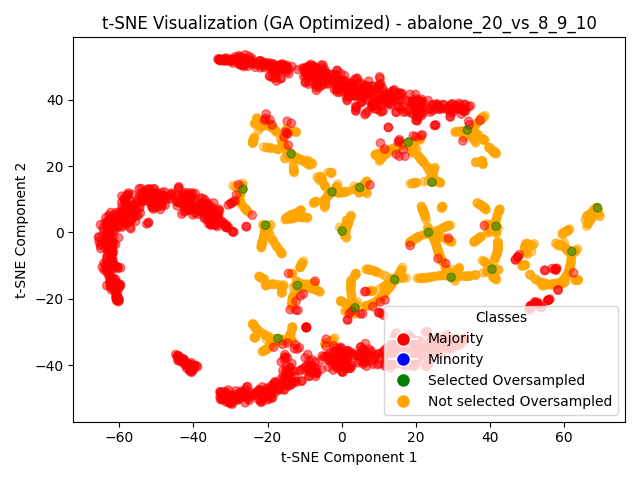 t-SNE Visualization (GA Optimized) - abalone_20_vs_8_9_10
t-SNE Component 2
40
20
0
−20
−40
Classes
Majority
Minority
Selected Oversampled
Not selected Oversampled
−60 −40 −20 0 20 40 60
t-SNE Component 1